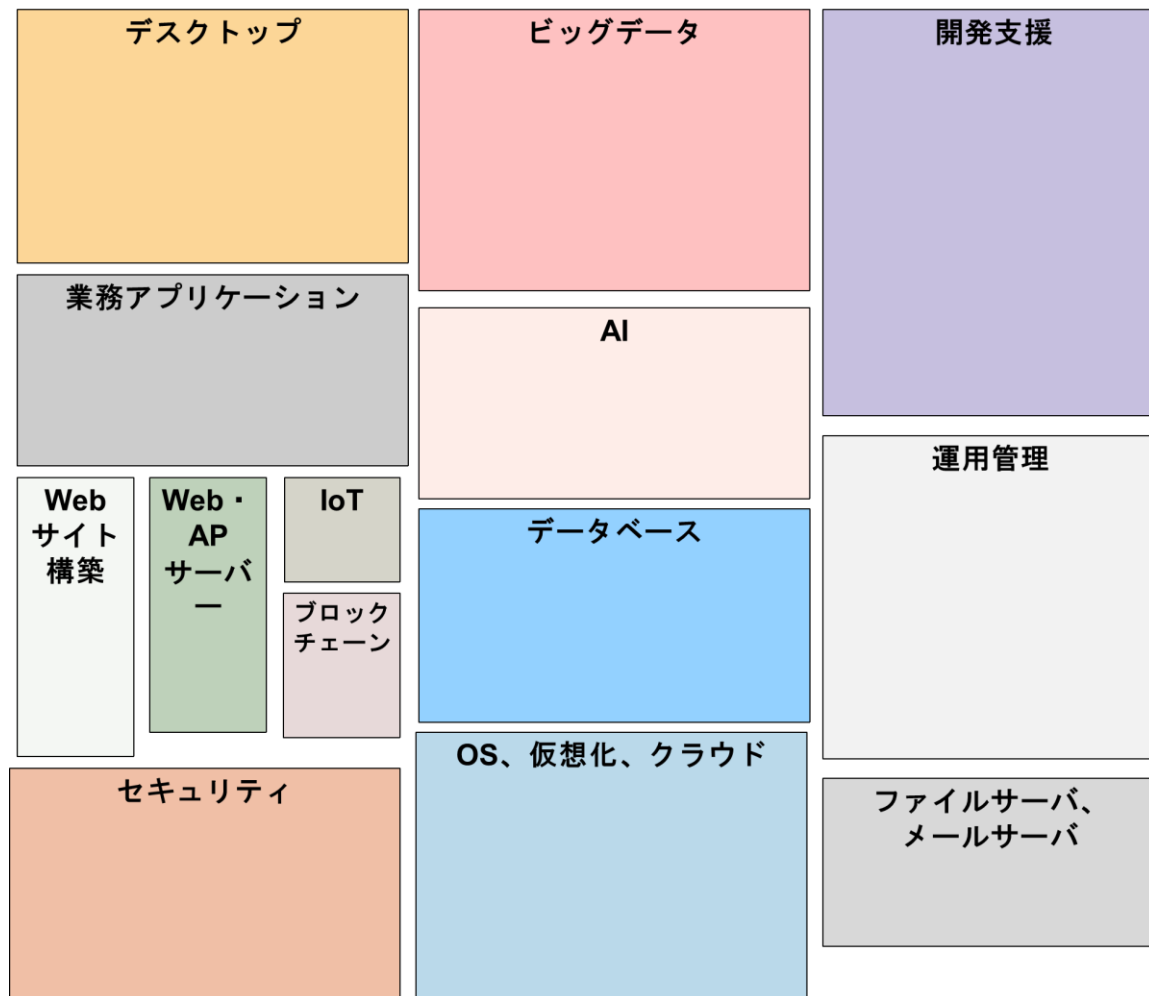 デスクトップ
業務アプリケーション
Web
サイト
構築
Web・
AP
サーバ
ー
IoT
ブロック
チェーン
セキュリティ
ビッグデータ
AI
データベース
OS、仮想化、クラウド
開発支援
運用管理
ファイルサーバ、
メールサーバ